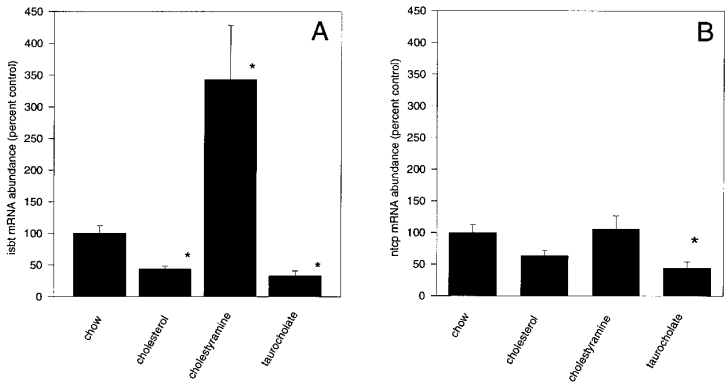 A
isbt mRNA abundance (percent control)
450
400
350
300
250
200
150
100
50
0
*
*
*
chow
cholesterol
cholestyramine
taurocholate
B
ntcp mRNA abundance (percent control)
450
400
350
300
250
200
150
100
50
0
*
chow
cholesterol
cholestyramine
taurocholate